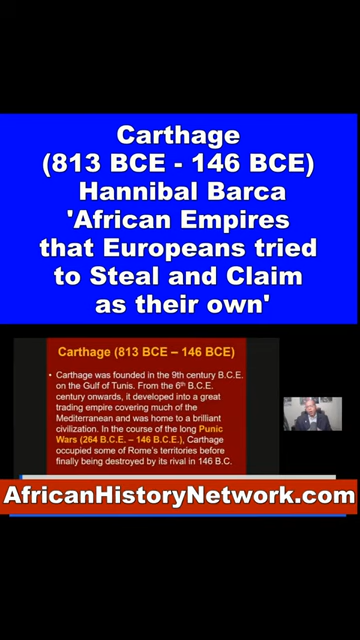 Carthage
(813 BCE - 146 BCE)
Hannibal Barca
'African Empires
that Europeans tried
to Steal and Claim
as their own'
Carthage (813 BCE – 146 BCE)
• Carthage was founded in the 9th century B.C.E.
on the Gulf of Tunis. From the 6th B.C.E.
century onwards, it developed into a great
trading empire covering much of the
Mediterranean and was home to a brilliant
civilization. In the course of the long Punic
Wars (264 B.C.E. – 146 B.C.E.), Carthage
occupied some of Rome's territories before
finally being destroyed by its rival in 146 B.C.
AfricanHistoryNetwork.com